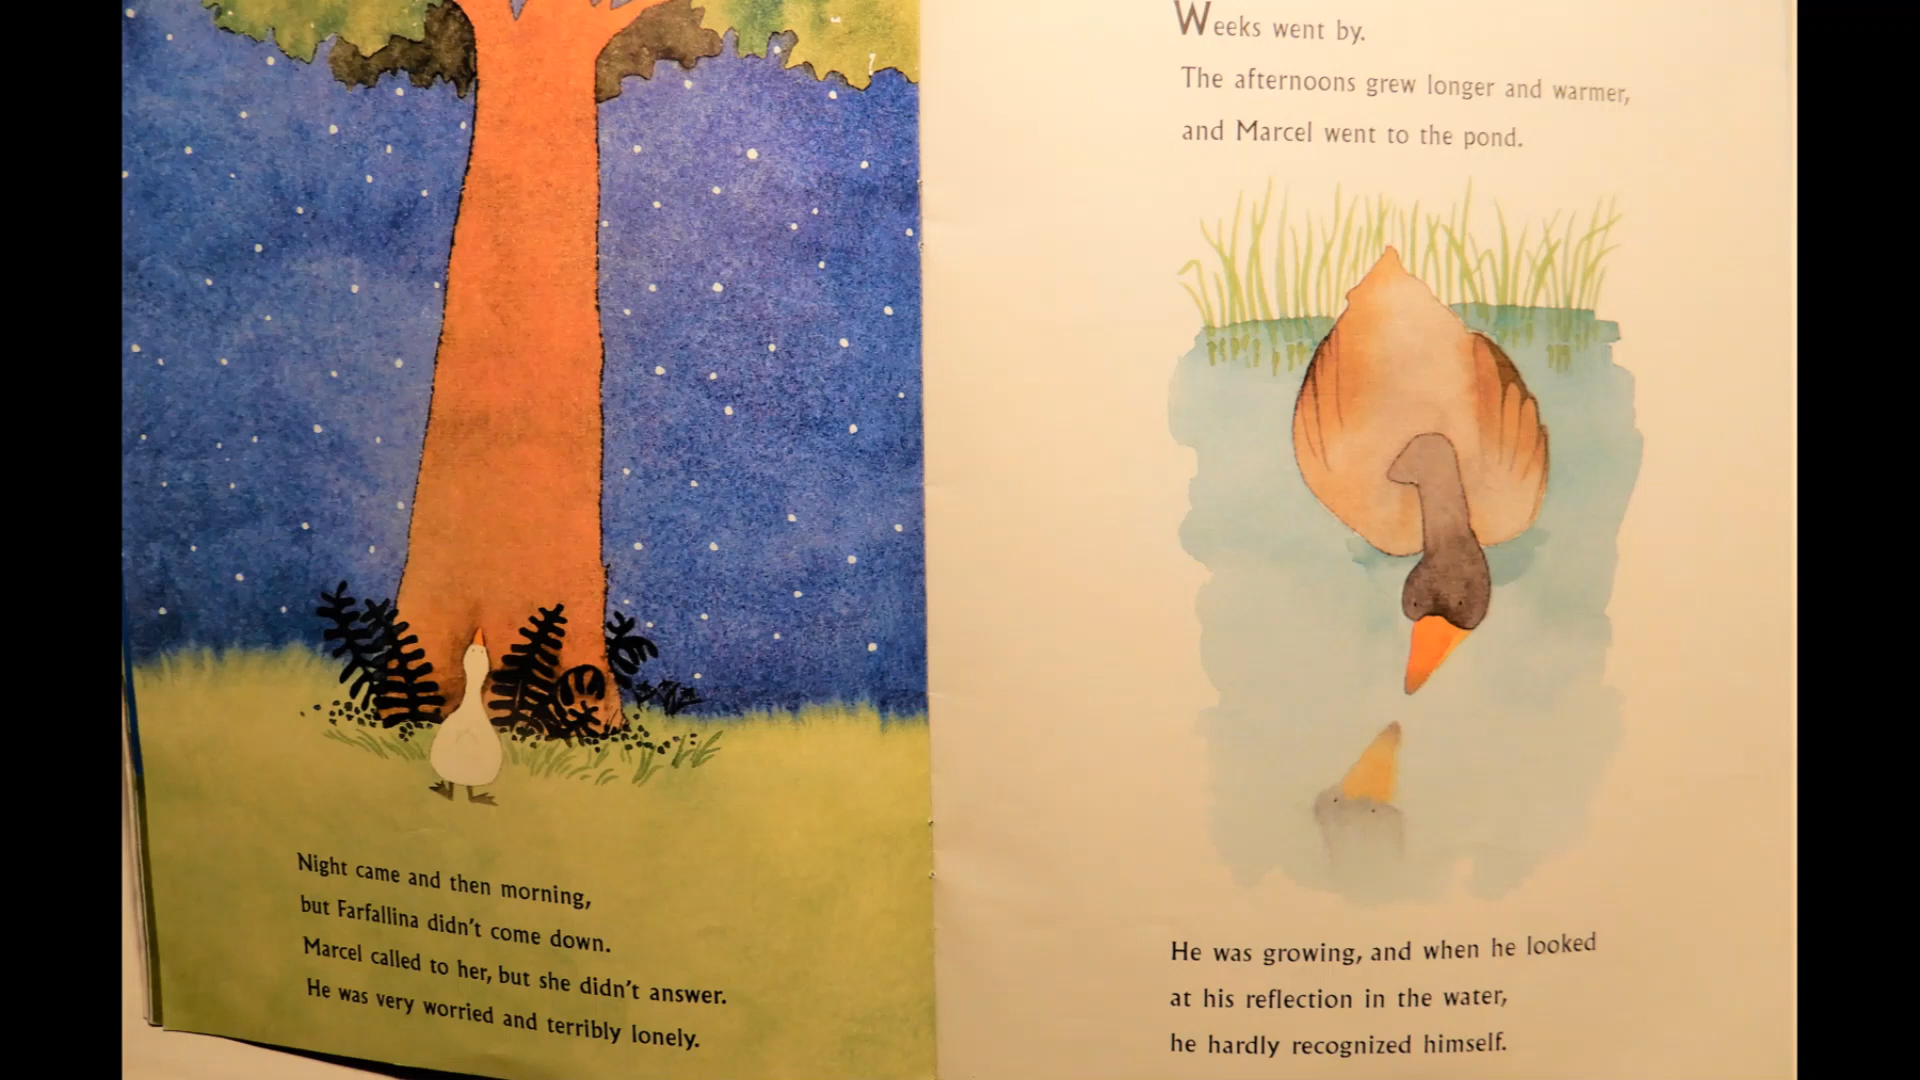 Night came and then morning,
but Farfallina didn't come down.
Marcel called to her, but she didn't answer.
He was very worried and terribly lonely.
Weeks went by.
The afternoons grew longer and warmer,
and Marcel went to the pond.
He was growing, and when he looked
at his reflection in the water,
he hardly recognized himself.